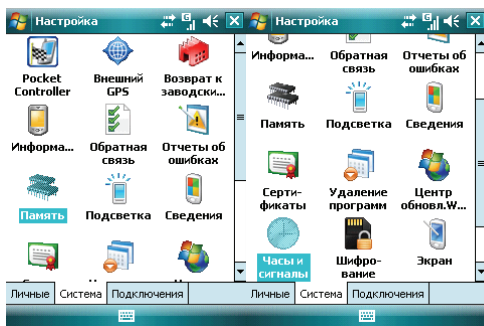 Настройка
G
Pocket Controller
Внешний GPS
Возврат к заводски...
Информа...
Обратная связь
Отчеты об ошибках
Память
Подсветка
Сведения
Личные
Система
Подключения
Настройка
G
Информа...
Обратная связь
Отчеты об ошибках
Память
Подсветка
Сведения
Серти-фикаты
Удаление программ
Центр обновл.W...
Часы и сигналы
Шифро-вание
Экран
Личные
Система
Подключения